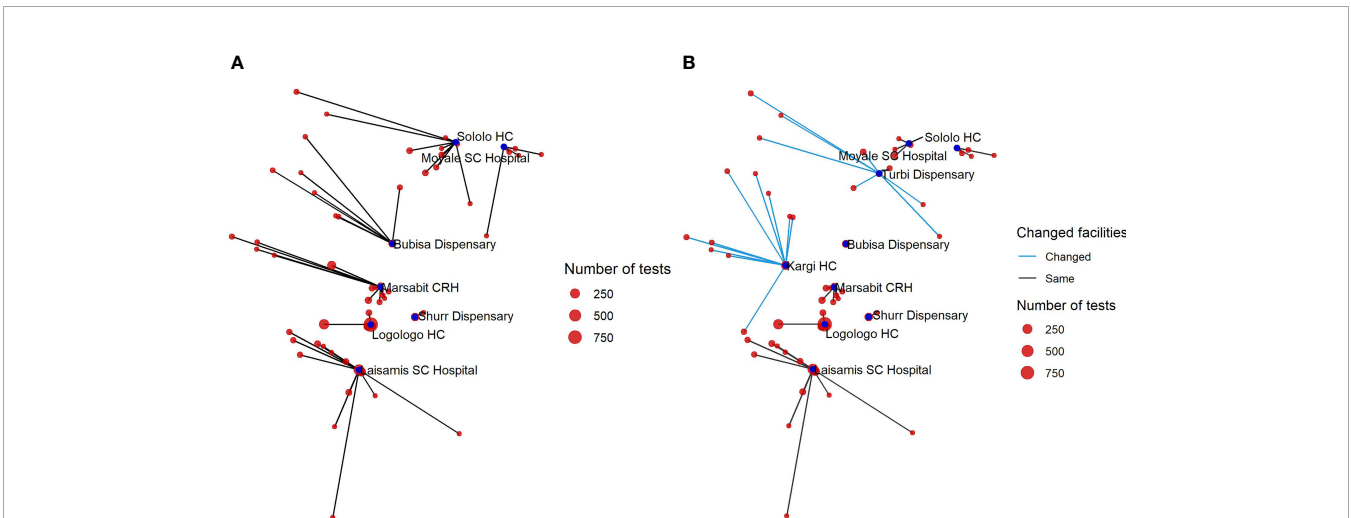 A
Sololo HC
Moyale SC Hospital
Bubisa Dispensary
Marsabit CRH
Shurr Dispensary
Logologo HC
Laisamis SC Hospital
Number of tests
250
500
750
B
Sololo HC
Moyale SC Hospital
Turbi Dispensary
Bubisa Dispensary
Kargi HC
Marsabit CRH
Shurr Dispensary
Logologo HC
Laisamis SC Hospital
Changed facilities
Changed
Same
Number of tests
250
500
750